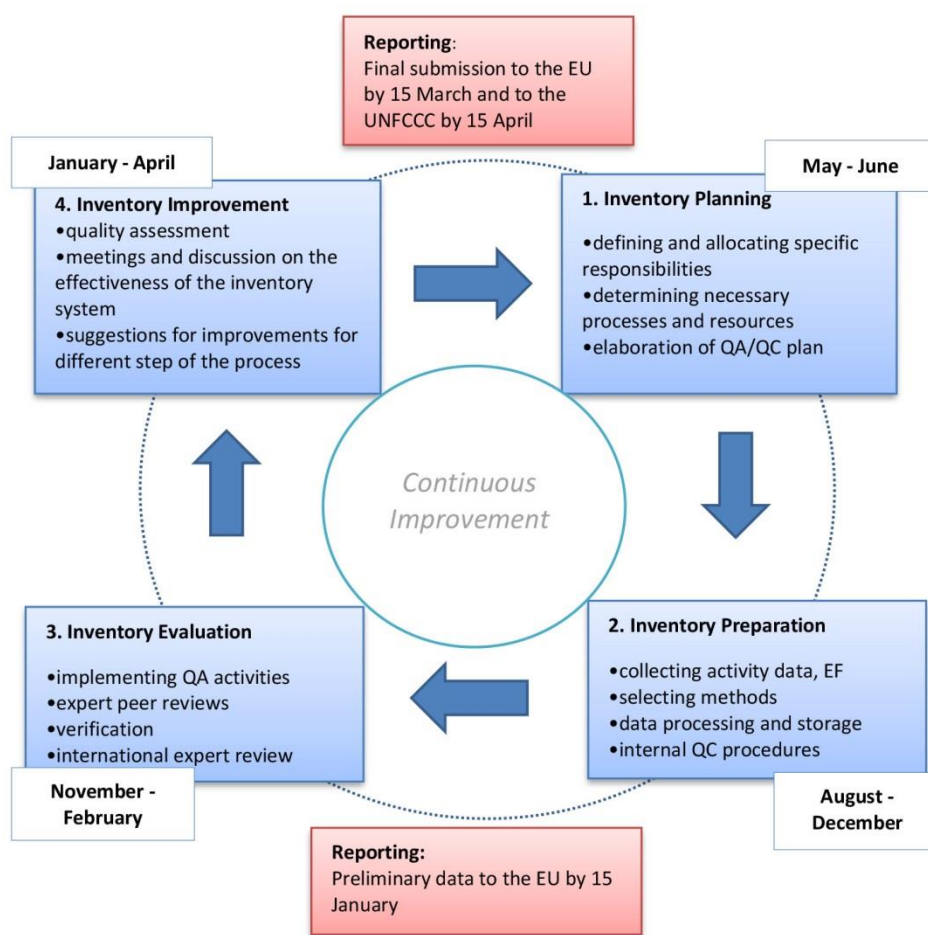 Reporting:
Final submission to the EU
by 15 March and to the
UNFCCC by 15 April
January - April
4. Inventory Improvement
•quality assessment
•meetings and discussion on the
effectiveness of the inventory
system
•suggestions for improvements for
different step of the process
May - June
1. Inventory Planning
•defining and allocating specific
responsibilities
•determining necessary
processes and resources
•elaboration of QA/QC plan
Continuous
Improvement
3. Inventory Evaluation
•implementing QA activities
•expert peer reviews
•verification
•international expert review
November -
February
2. Inventory Preparation
•collecting activity data, EF
•selecting methods
•data processing and storage
•internal QC procedures
August -
December
Reporting:
Preliminary data to the EU by 15
January